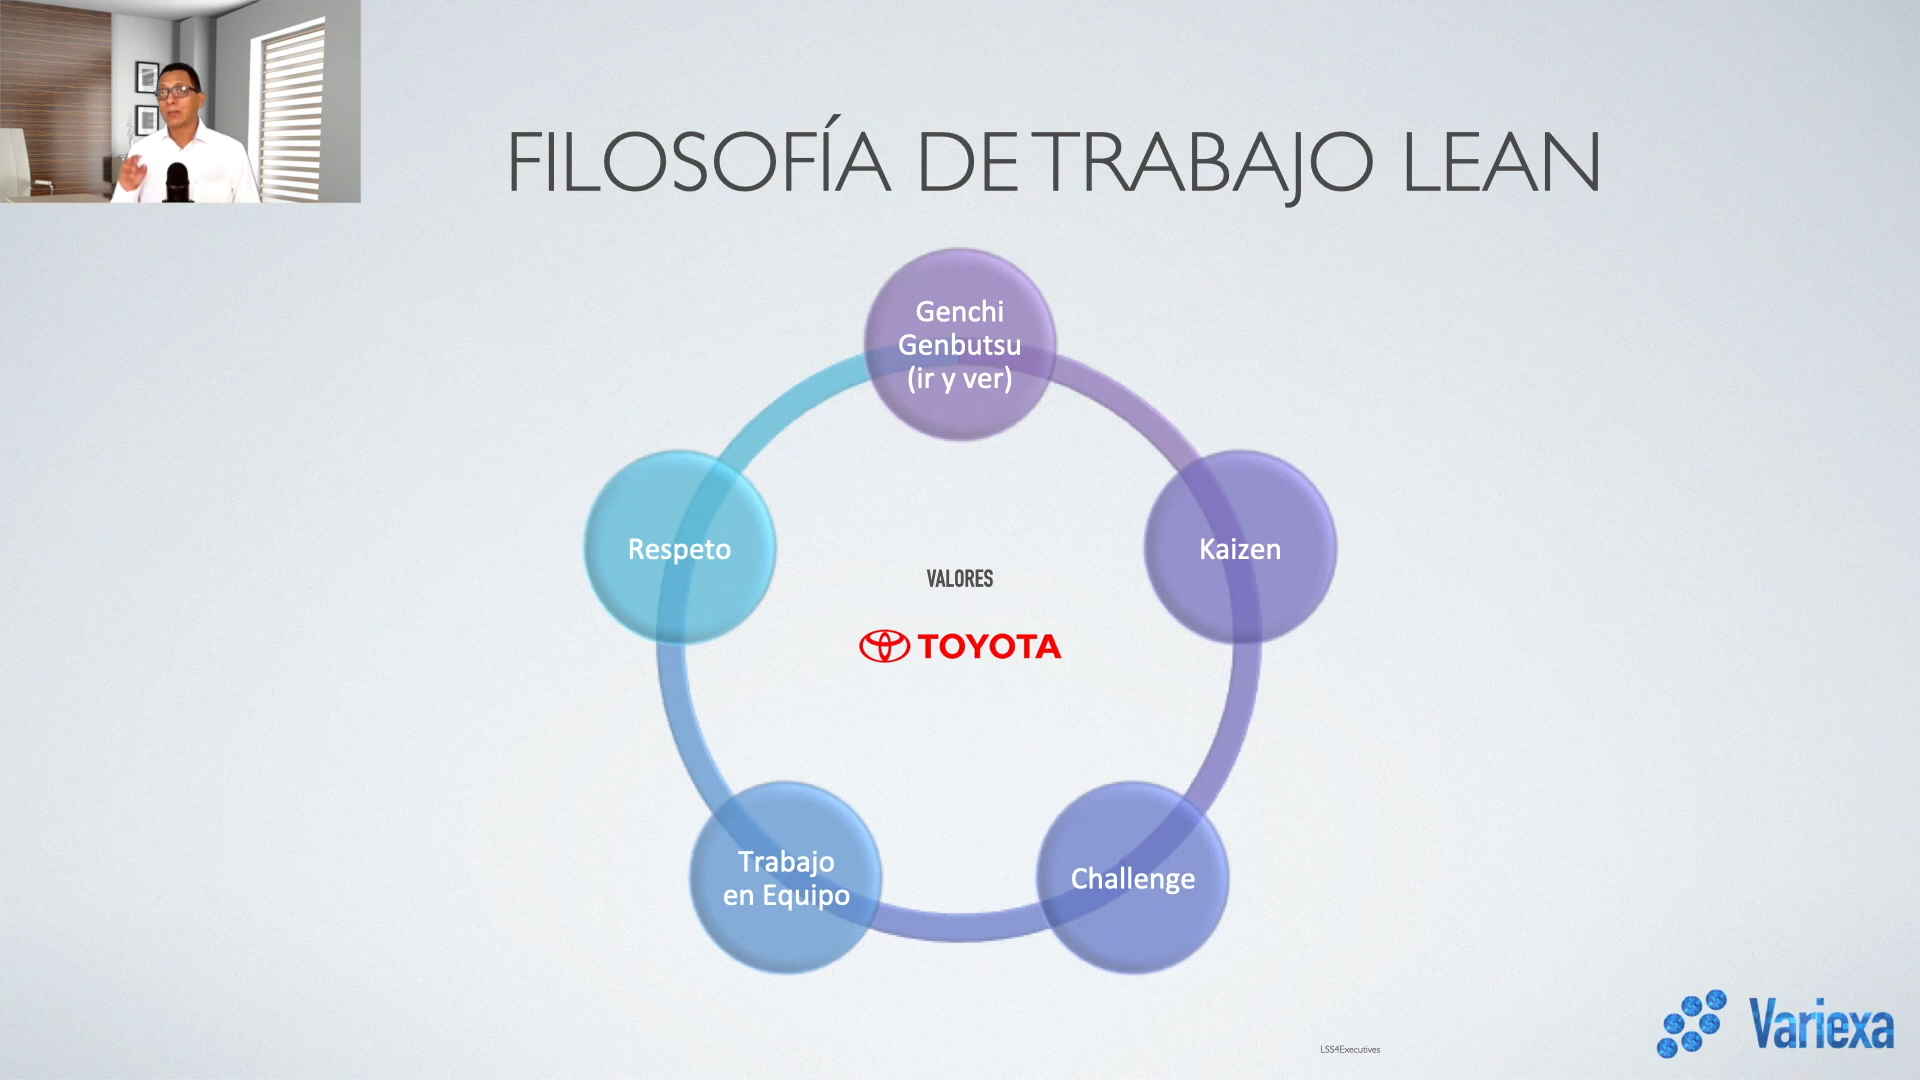 FILOSOFÍA DE TRABAJO LEAN
Genchi
Genbutsu
(ir y ver)
Respeto
Kaizen
VALORES
TOYOTA
Trabajo
en Equipo
Challenge
LSS4Executives
Variexa